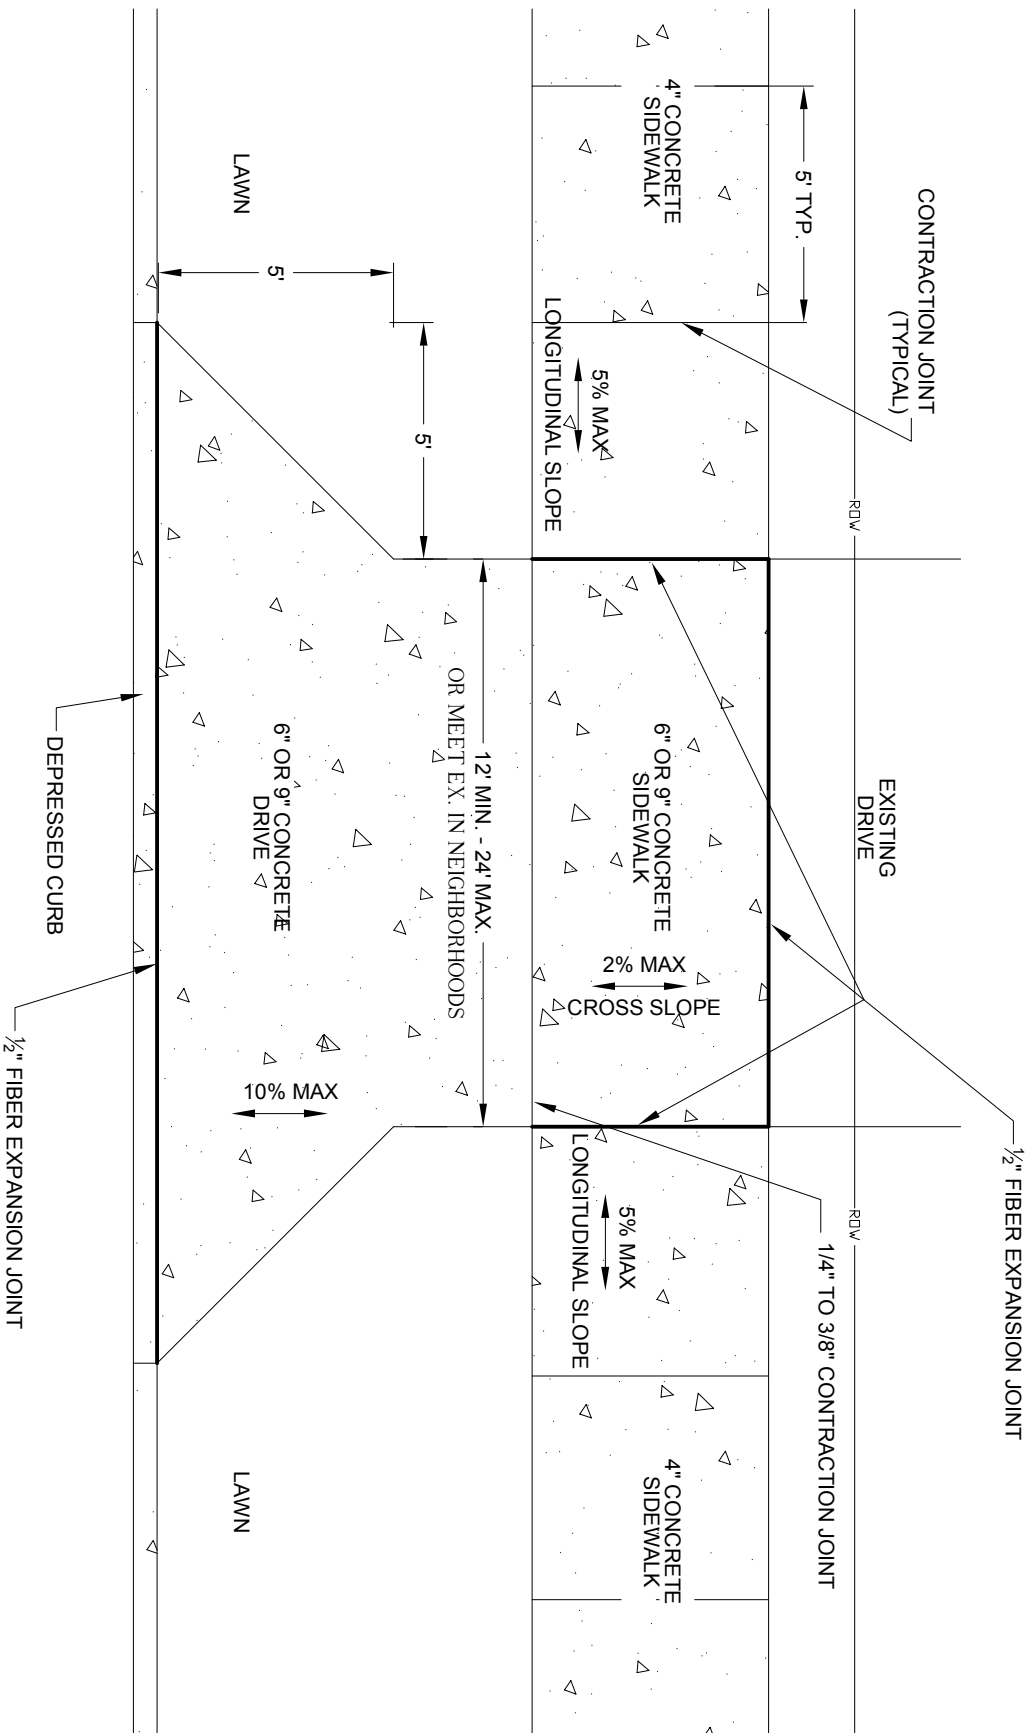 ½" FIBER EXPANSION JOINT
CONTRACTION JOINT
(TYPICAL)
EXISTING
DRIVE
ROW
ROW
1/4" TO 3/8" CONTRACTION JOINT
5' TYP.
4" CONCRETE
SIDEWALK
6" OR 9" CONCRETE
SIDEWALK
4" CONCRETE
SIDEWALK
2% MAX
CROSS SLOPE
5% MAX
LONGITUDINAL SLOPE
5% MAX
LONGITUDINAL SLOPE
12' MIN. - 24' MAX.
OR MEET EX. IN NEIGHBORHOODS
5'
5'
6" OR 9" CONCRETE
DRIVE
10% MAX
LAWN
LAWN
DEPRESSED CURB
½" FIBER EXPANSION JOINT